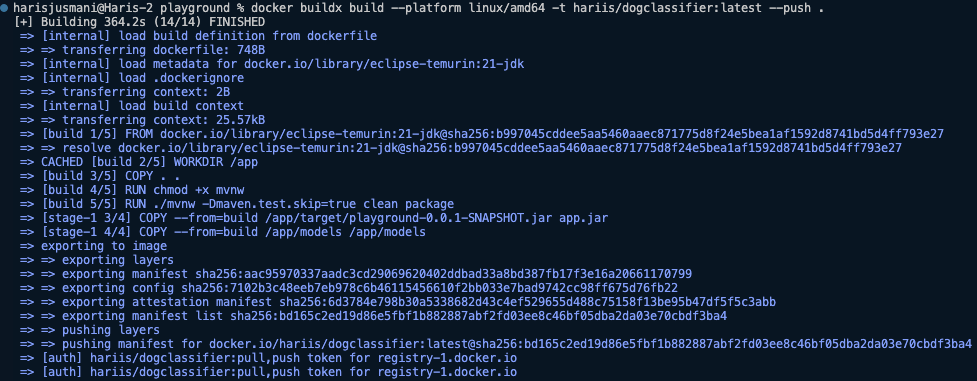 harisjusmani@Haris-2 playground % docker buildx build --platform linux/amd64 -t hariis/dogclassifier:latest --push .
[+] Building 364.2s (14/14) FINISHED
=> [internal] load build definition from dockerfile
=> => transferring dockerfile: 748B
=> [internal] load metadata for docker.io/library/eclipse-temurin:21-jdk
=> [internal] load .dockerignore
=> => transferring context: 2B
=> [internal] load build context
=> => transferring context: 25.57kB
=> [build 1/5] FROM docker.io/library/eclipse-temurin:21-jdk@sha256:b997045cddee5aa5460aaec871775d8f24e5bea1af1592d8741bd5d4ff793e27
=> => resolve docker.io/library/eclipse-temurin:21-jdk@sha256:b997045cddee5aa5460aaec871775d8f24e5bea1af1592d8741bd5d4ff793e27
=> CACHED [build 2/5] WORKDIR /app
=> [build 3/5] COPY . .
=> [build 4/5] RUN chmod +x mvnw
=> [build 5/5] RUN ./mvnw -Dmaven.test.skip=true clean package
=> [stage-1 3/4] COPY --from=build /app/target/playground-0.0.1-SNAPSHOT.jar app.jar
=> [stage-1 4/4] COPY --from=build /app/models /app/models
=> exporting to image
=> => exporting layers
=> => exporting manifest sha256:aac95970337aadc3cd29069620402ddbad33a8bd387fb17f3e16a20661170799
=> => exporting config sha256:7102b3c48eeb7eb978c6b46115456610f2bb033e7bad9742cc98ff675d76fb22
=> => exporting attestation manifest sha256:6d3784e798b30a5338682d43c4ef529655d488c75158f13be95b47df5f5c3abb
=> => exporting manifest list sha256:bd165c2ed19d86e5fbf1b882887abf2fd03ee8c46bf05dba2da03e70cbdf3ba4
=> => pushing layers
=> => pushing manifest for docker.io/hariis/dogclassifier:latest@sha256:bd165c2ed19d86e5fbf1b882887abf2fd03ee8c46bf05dba2da03e70cbdf3ba4
=> [auth] hariis/dogclassifier:pull,push token for registry-1.docker.io
=> [auth] hariis/dogclassifier:pull,push token for registry-1.docker.io